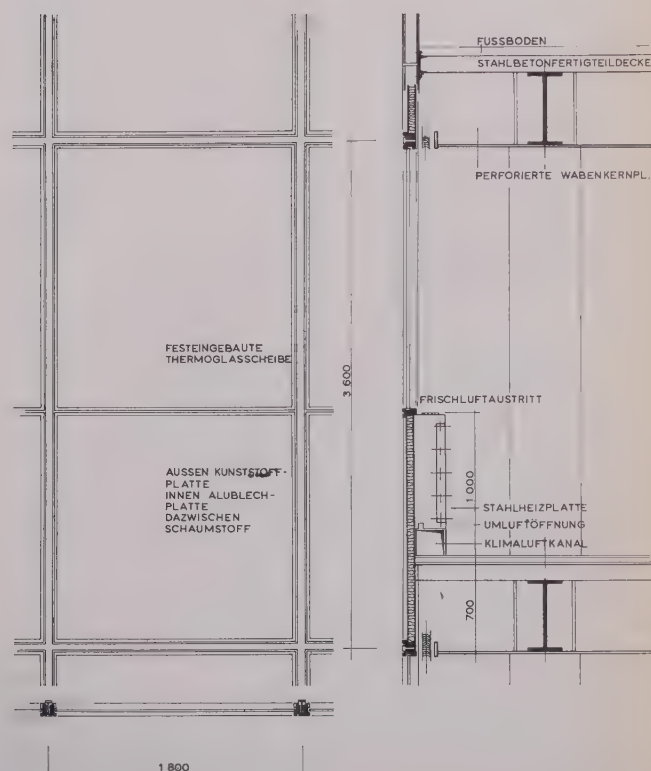 FUSSBODEN
STAHLBETONFERTIGTEILDECKE
PERFORIERTE WABENKERNPL.
FESTEINGEBAUTE
THERMOGLASSCHEIBE
3 600
FRISCHLUFTAUSTRITT
AUSSEN KUNSTSTOFF-
PLATTE
INNEN ALUBLECH-
PLATTE
DAZWISCHEN
SCHAUMSTOFF
1 000
STAHLHEIZPLATTE
UMLUFTÖFFNUNG
KLIMALUFTKANAL
700
1 800